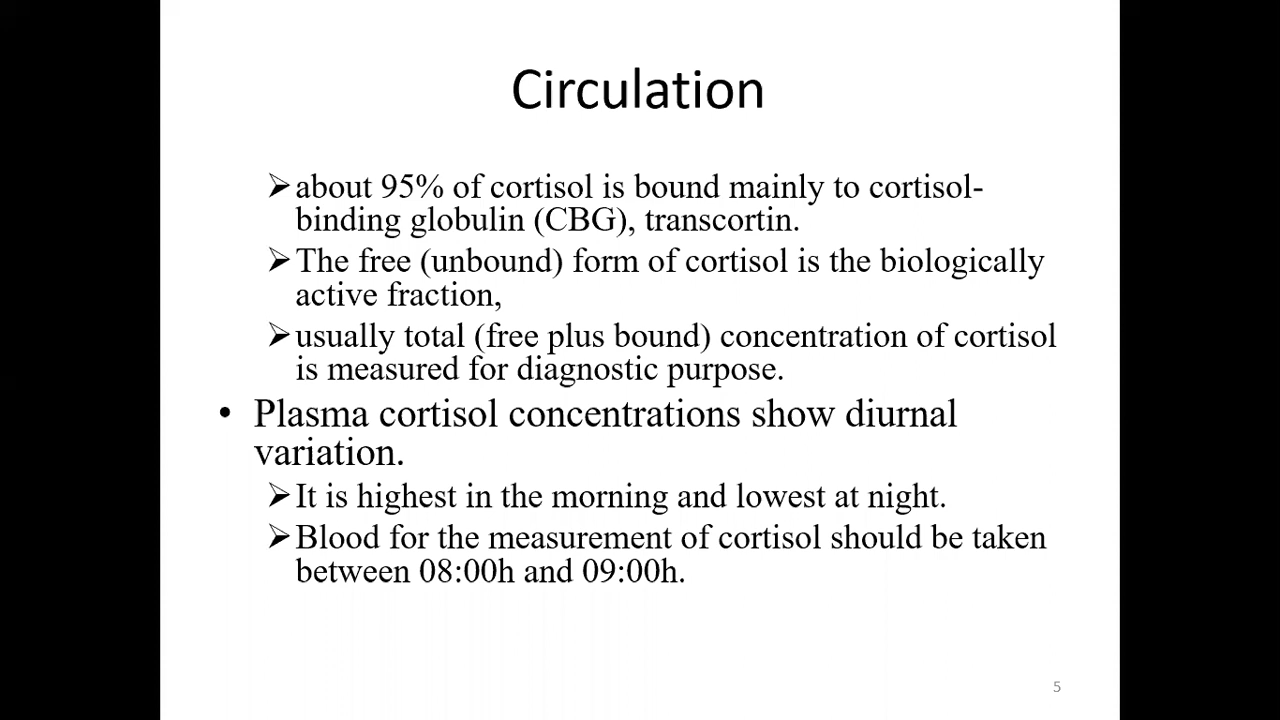 Circulation
➢about 95% of cortisol is bound mainly to cortisol-
binding globulin (CBG), transcortin.
➢The free (unbound) form of cortisol is the biologically
active fraction,
➢usually total (free plus bound) concentration of cortisol
is measured for diagnostic purpose.
• Plasma cortisol concentrations show diurnal
variation.
➢It is highest in the morning and lowest at night.
➢Blood for the measurement of cortisol should be taken
between 08:00h and 09:00h.
5